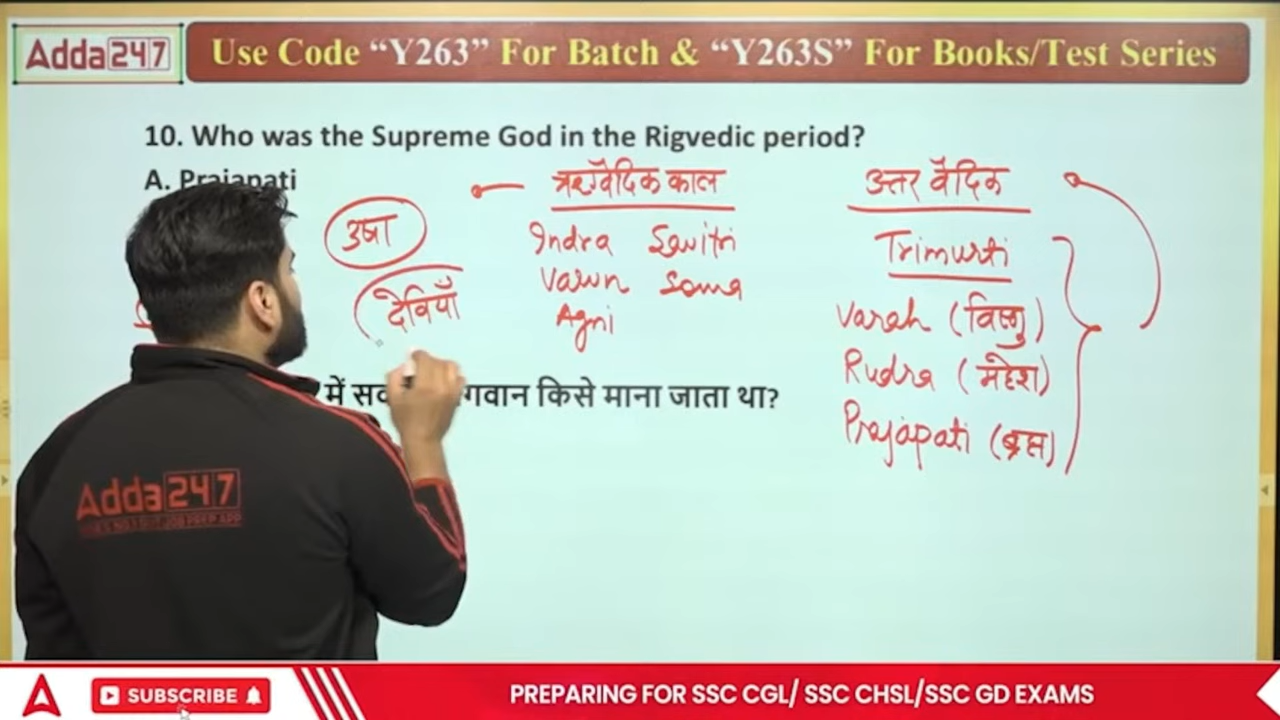 Adda247
Use Code “Y263” For Batch & “Y263S” For Books/Test Series
10. Who was the Supreme God in the Rigvedic period?
A. Prajapati
ऋग्वैदिक काल
उत्तर वैदिक
उषा
Indra Savitri
Trimurti
देवियाँ
Varun Soma
Varah (विष्णु)
Agni
Rudra (महेश)
में भगवान किसे माना जाता था?
Prajapati (ब्रह्म)
Adda247
SUBSCRIBE
PREPARING FOR SSC CGL/ SSC CHSL/SSC GD EXAMS